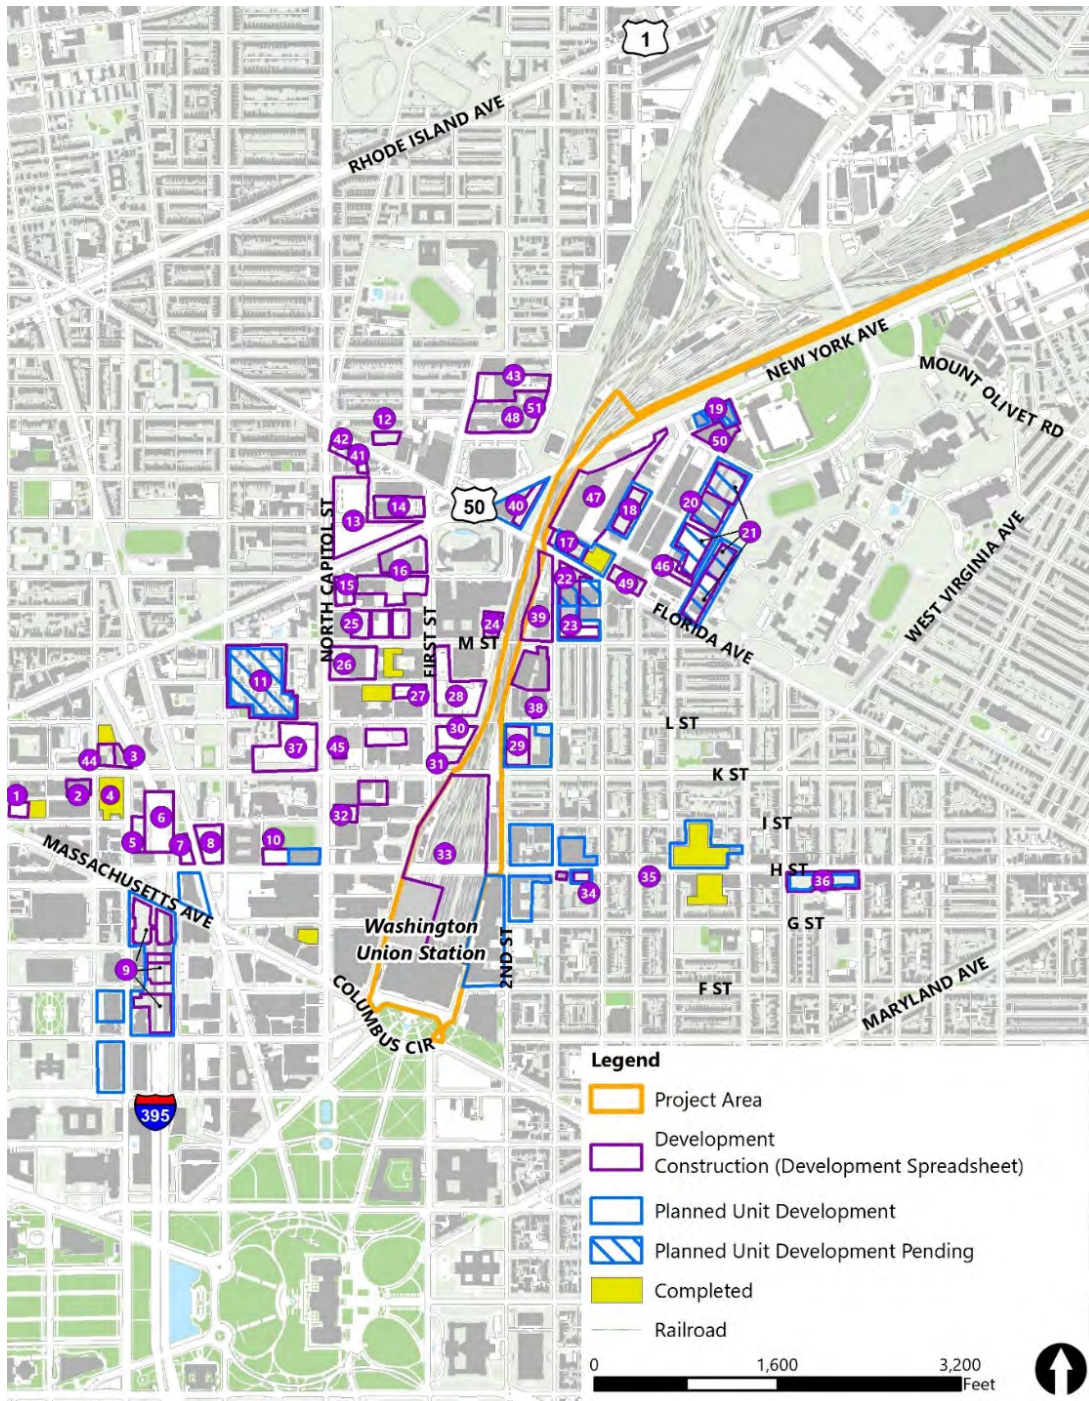 1
RHODE ISLAND AVE
NEW YORK AVE
MOUNT OLIVET RD
43
51
48
12
42
41
19
50
NORTH CAPITOL ST
14
13
50
40
47
18
20
21
17
46
WEST VIRGINIA AVE
16
15
22
49
FLORIDA AVE
25
FIRST ST
24
M ST
39
23
26
11
27
28
38
L ST
30
29
37
45
31
44
3
K ST
1
2
4
6
32
I ST
5
7
8
10
33
MASSACHUSETTS AVE
34
35
H ST
36
G ST
Washington
Union Station
2ND ST
9
F ST
MARYLAND AVE
COLUMBUS CIR
395
Legend
Project Area
Development
Construction (Development Spreadsheet)
Planned Unit Development
Planned Unit Development Pending
Completed
Railroad
0 1,600 3,200
Feet